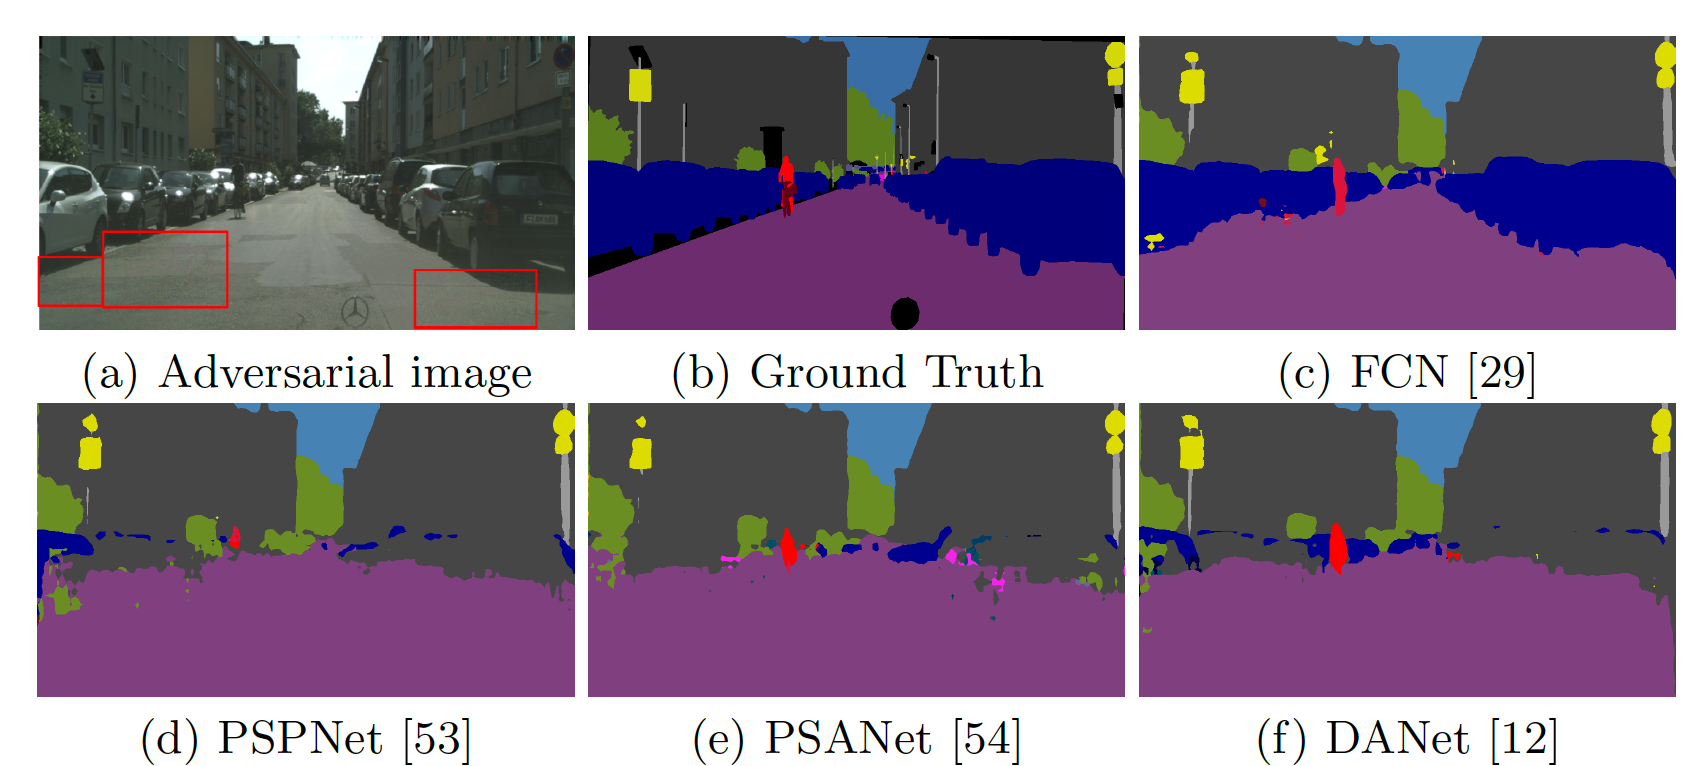 (a) Adversarial image
(b) Ground Truth
(c) FCN [29]
(d) PSPNet [53]
(e) PSANet [54]
(f) DANet [12]